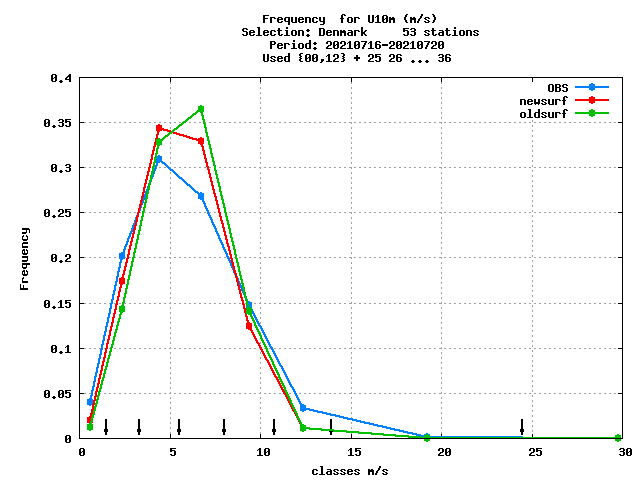 Frequency  for U10m (m/s)
Selection: Denmark     53 stations
Period: 20210716-20210720
Used {00,12} + 25 26 ... 36
OBS
newsurf
oldsurf
0.4
0.35
0.3
0.25
0.2
0.15
0.1
0.05
0
Frequency
0 5 10 15 20 25 30
classes m/s